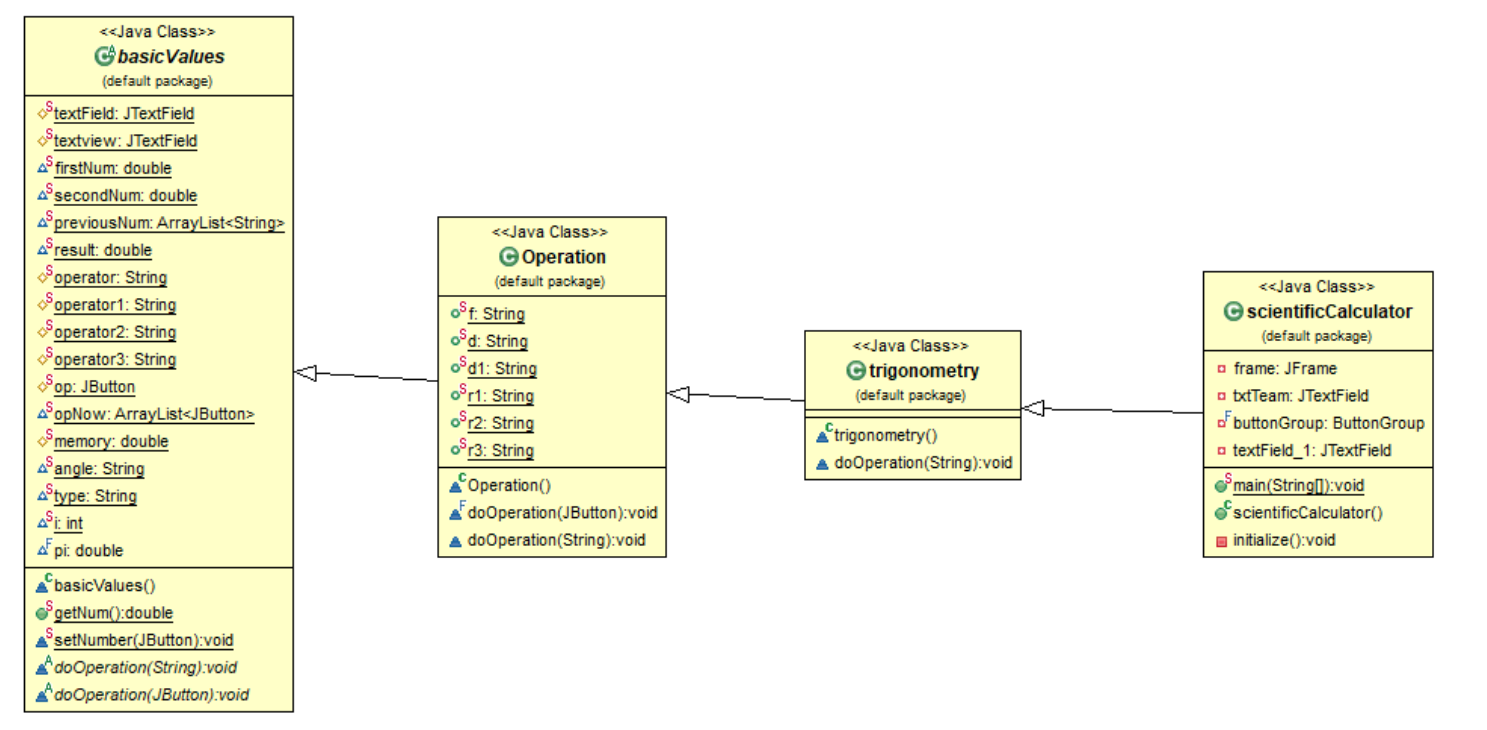 <<Java Class>>
basicValues
(default package)
textField: JTextField
textview: JTextField
firstNum: double
secondNum: double
previousNum: ArrayList<String>
result: double
operator: String
operator1: String
operator2: String
operator3: String
op: JButton
opNow: ArrayList<JButton>
memory: double
angle: String
type: String
i: int
pi: double
basicValues()
getNum():double
setNumber(JButton):void
doOperation(String):void
doOperation(JButton):void
<<Java Class>>
Operation
(default package)
f: String
d: String
d1: String
r1: String
r2: String
r3: String
Operation()
doOperation(JButton):void
doOperation(String):void
<<Java Class>>
trigonometry
(default package)
trigonometry()
doOperation(String):void
<<Java Class>>
scientificCalculator
(default package)
frame: JFrame
txtTeam: JTextField
buttonGroup: ButtonGroup
textField_1: JTextField
main(String[]):void
scientificCalculator()
initialize():void